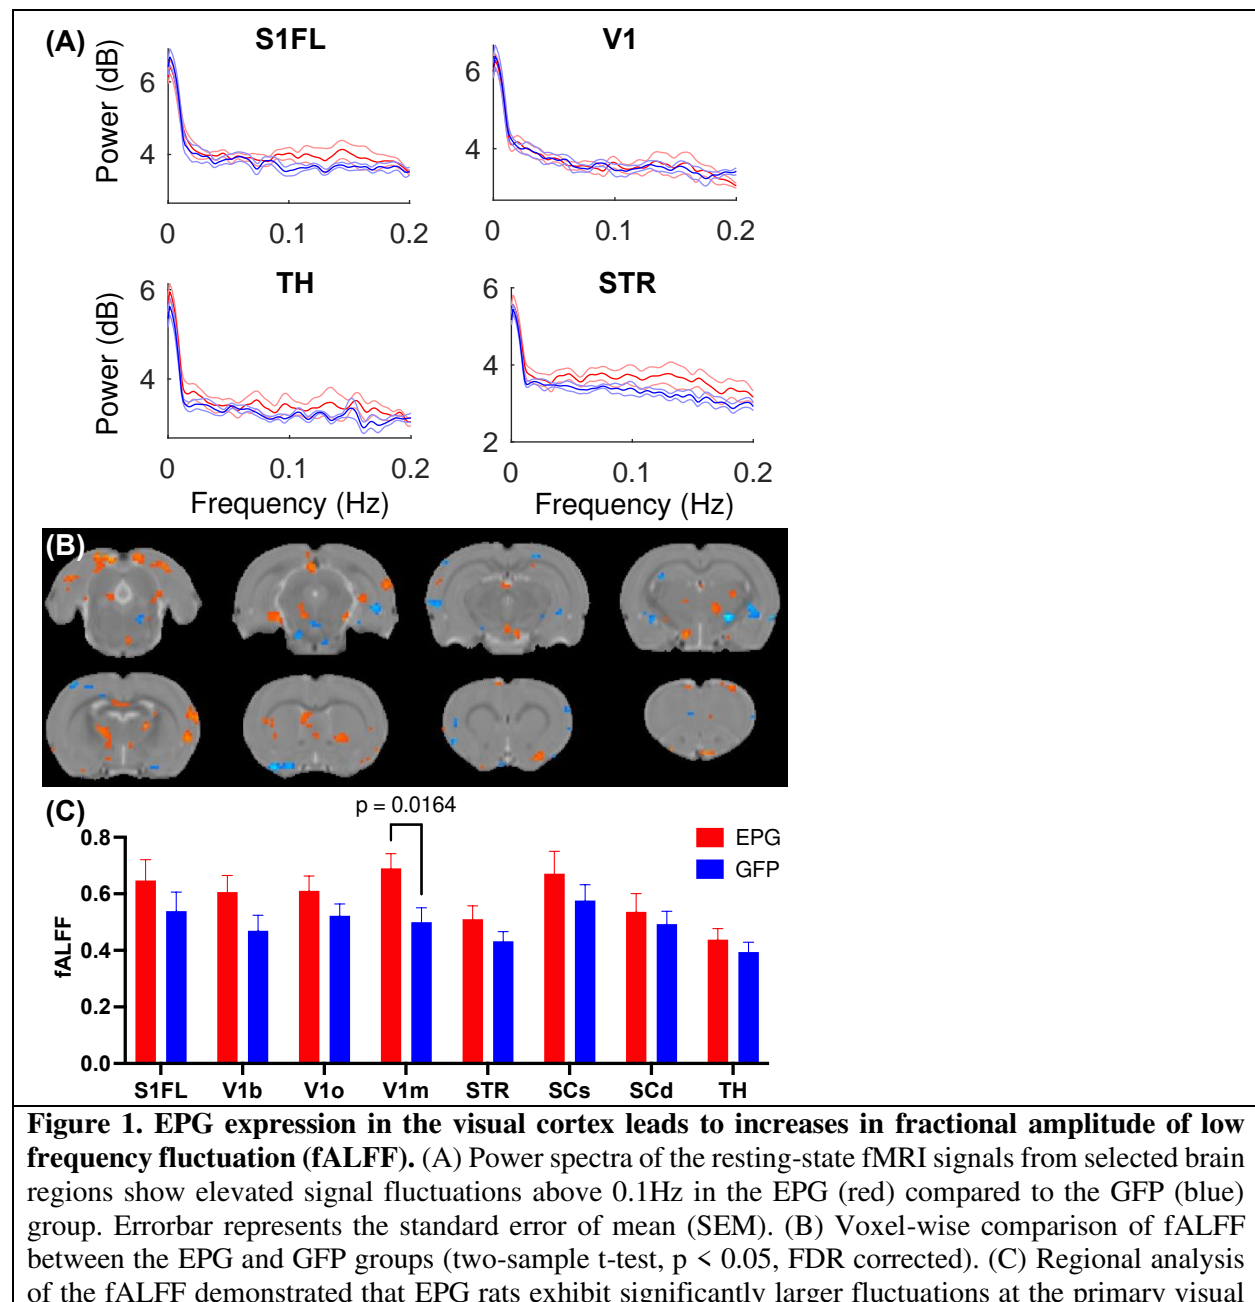 (A)
S1FL
V1
Power (dB)
6
4
0
0.1
0.2
6
4
0
0.1
0.2
TH
STR
Power (dB)
6
4
0
0.1
0.2
Frequency (Hz)
6
4
2
0
0.1
0.2
Frequency (Hz)
(B)
(C)
p = 0.0164
EPG
GFP
fALFF
0.8
0.6
0.4
0.2
0.0
S1FL V1b V1o V1m STR SCs SCd TH
Figure 1. EPG expression in the visual cortex leads to increases in fractional amplitude of low
frequency fluctuation (fALFF). (A) Power spectra of the resting-state fMRI signals from selected brain
regions show elevated signal fluctuations above 0.1Hz in the EPG (red) compared to the GFP (blue)
group. Errorbar represents the standard error of mean (SEM). (B) Voxel-wise comparison of fALFF
between the EPG and GFP groups (two-sample t-test, p < 0.05, FDR corrected). (C) Regional analysis
of the fALFF demonstrated that EPG rats exhibit significantly larger fluctuations at the primary visual